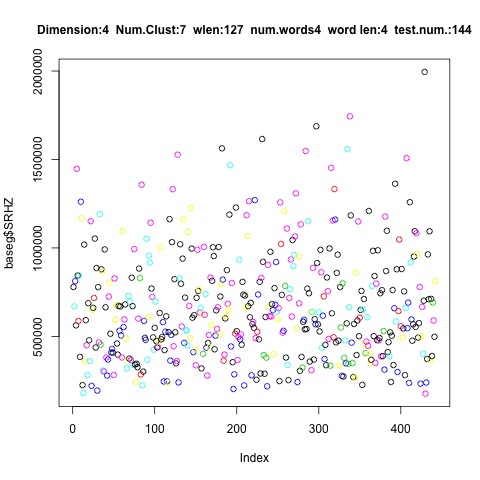 Dimension:4 Num.Clust:7 wlen:127 num.words4 word len:4 test.num.:144
2000000
1500000
1000000
500000
baseg$SRHZ
0 100 200 300 400
Index